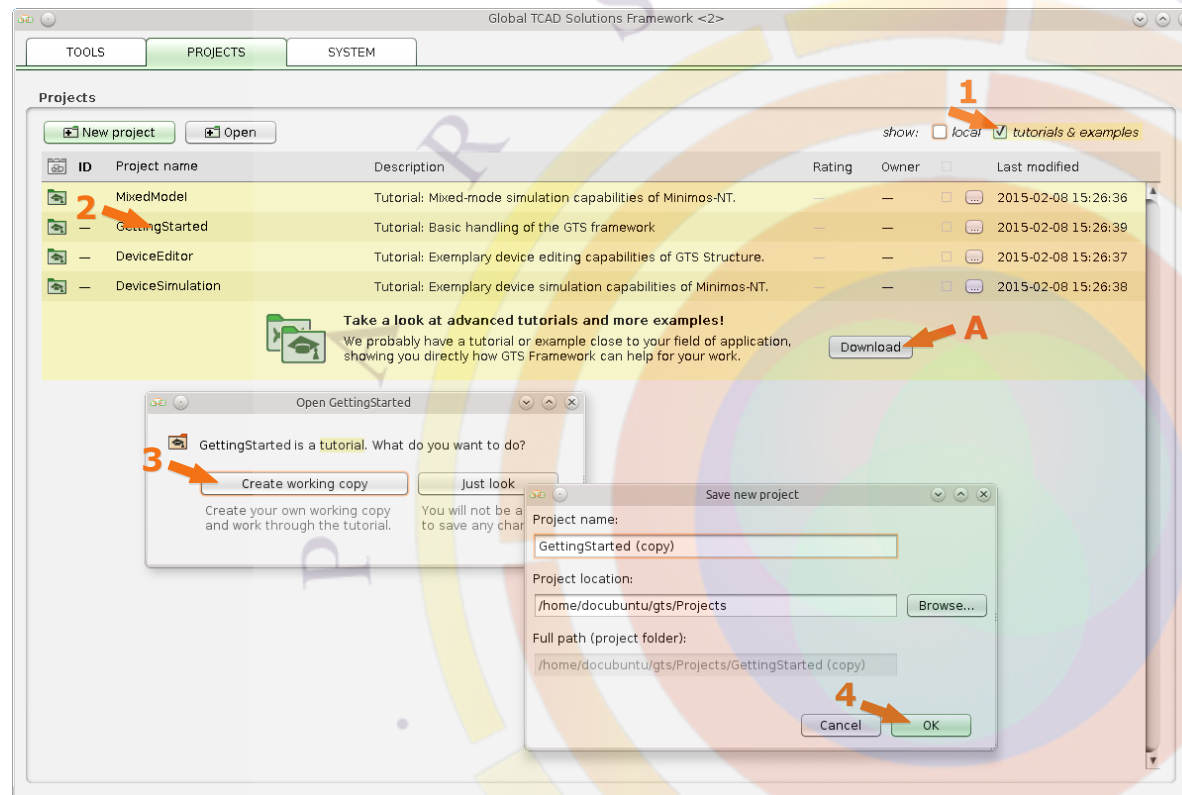 Global TCAD Solutions Framework <2>
TOOLS PROJECTS SYSTEM
1
Projects
New project Open show: local tutorials & examples
ID Project name Description Rating Owner Last modified
MixedModel Tutorial: Mixed-mode simulation capabilities of Minimos-NT. — — ... 2015-02-08 15:26:36
2
— GettingStarted Tutorial: Basic handling of the GTS framework — — ... 2015-02-08 15:26:39
— DeviceEditor Tutorial: Exemplary device editing capabilities of GTS Structure. — — ... 2015-02-08 15:26:37
— DeviceSimulation Tutorial: Exemplary device simulation capabilities of Minimos-NT. — — ... 2015-02-08 15:26:38
Take a look at advanced tutorials and more examples!
We probably have a tutorial or example close to your field of application,
showing you directly how GTS Framework can help for your work.
Download
A
Open GettingStarted
GettingStarted is a tutorial. What do you want to do?
3
Create working copy Just look
Create your own working copy
and work through the tutorial.
You will not be a
to save any char
Save new project
Project name:
GettingStarted (copy)
Project location:
/home/docubuntu/gts/Projects Browse...
Full path (project folder):
/home/docubuntu/gts/Projects/GettingStarted (copy)
4
Cancel OK
P A R S